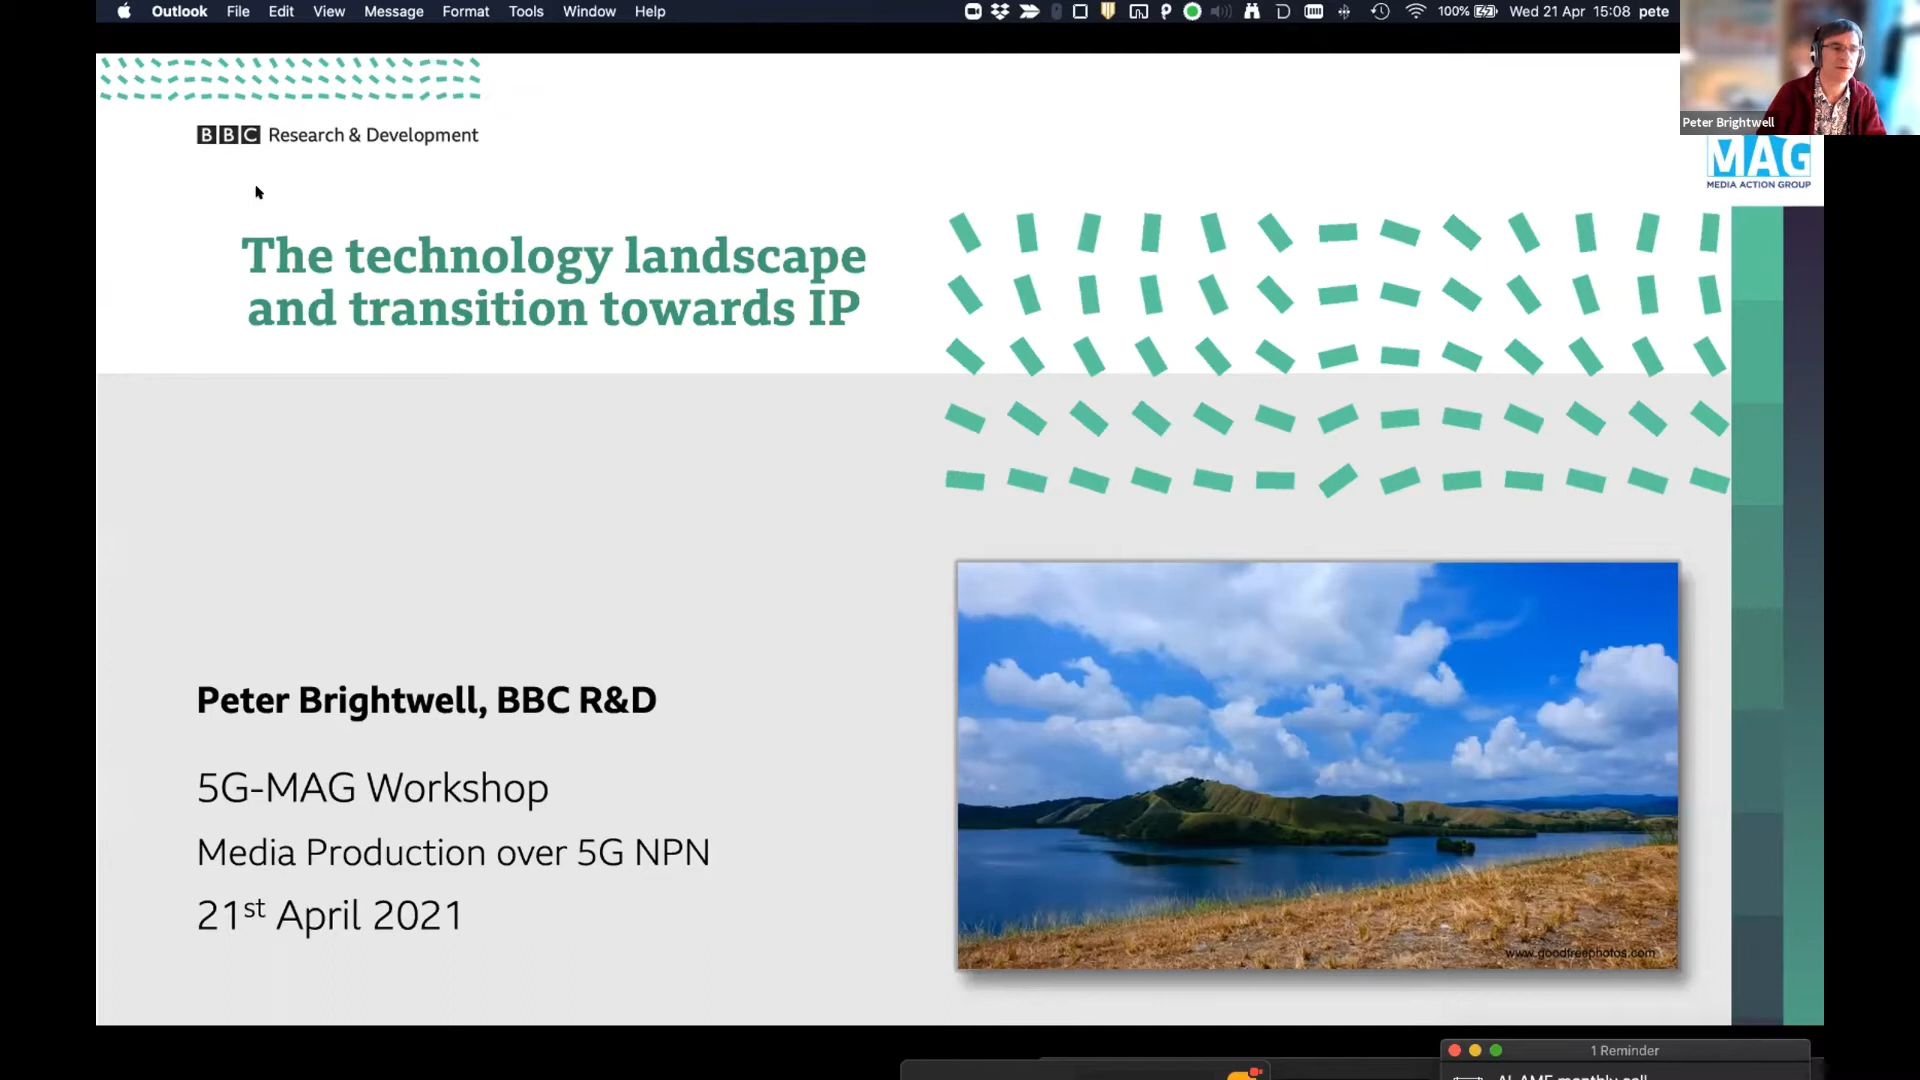 Outlook File Edit View Message Format Tools Window Help 100% Wed 21 Apr 15:08 pete
Peter Brightwell
MAG
MEDIA ACTION GROUP
BBC Research & Development
The technology landscape
and transition towards IP
Peter Brightwell, BBC R&D
5G-MAG Workshop
Media Production over 5G NPN
21st April 2021
www.goodfreephotos.com
1 Reminder